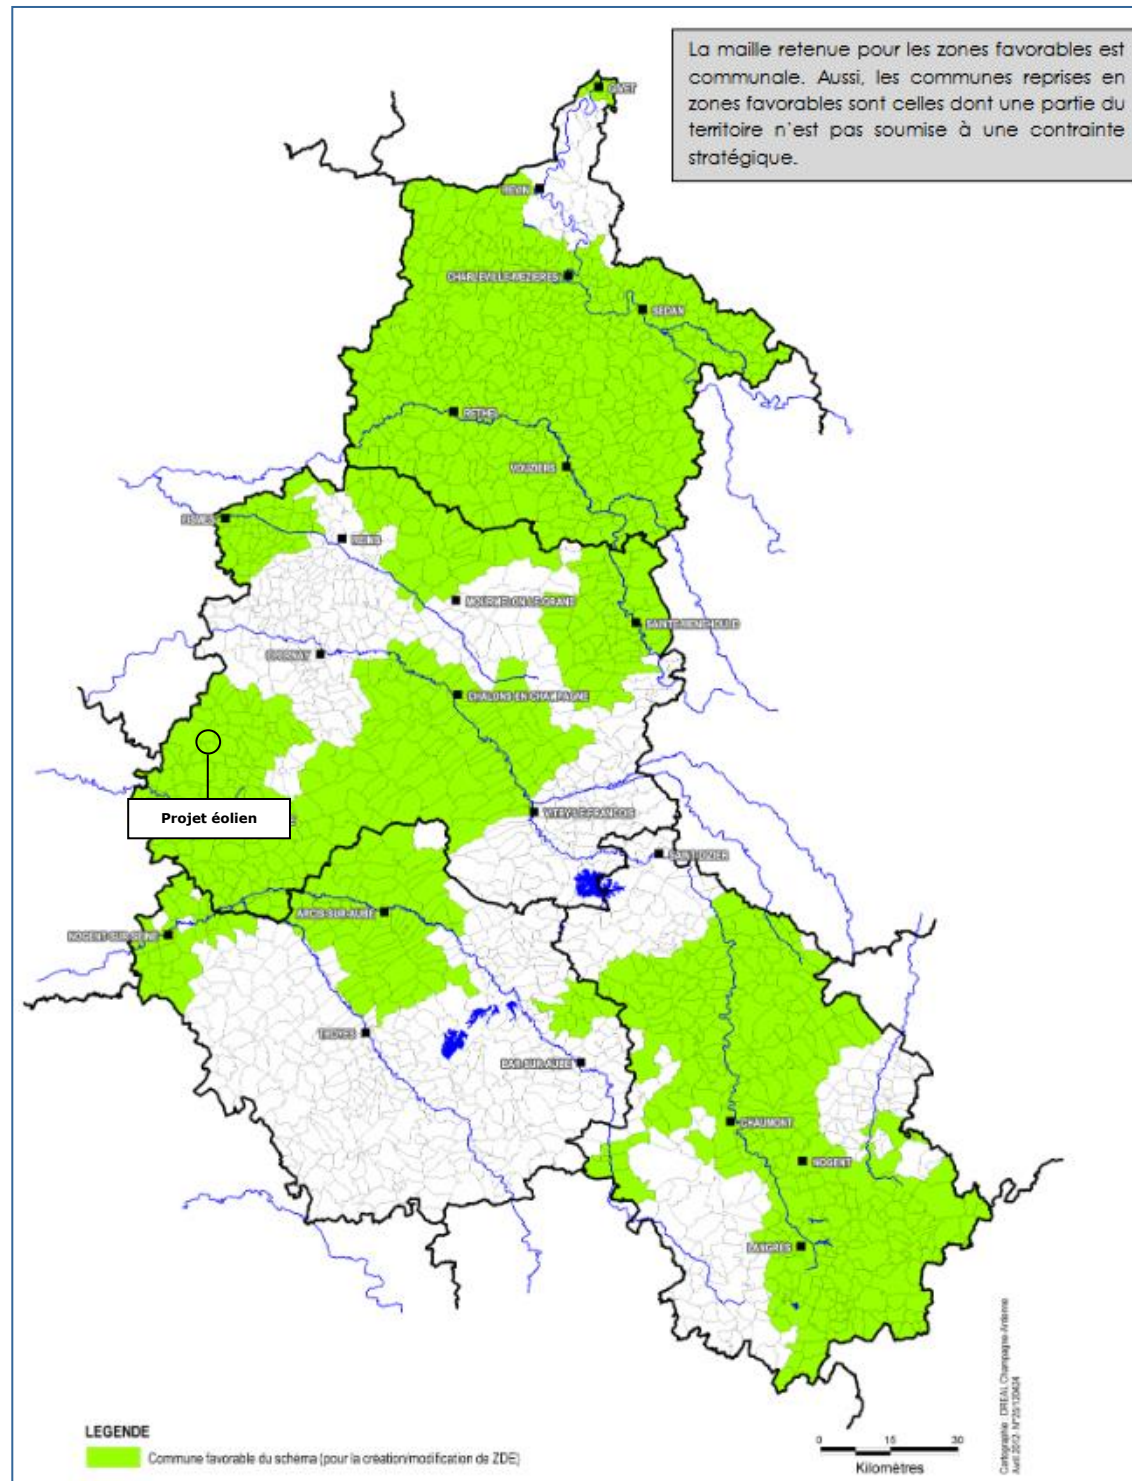 La maille retenue pour les zones favorables est
communale. Aussi, les communes reprises en
zones favorables sont celles dont une partie du
territoire n'est pas soumise à une contrainte
stratégique.
GIVET
REVIN
CHARLEVILLE-MEZIERES
SEDAN
RETHEL
VOUZIERS
FISMES
REIMS
MOURMELON-LE-GRAND
SAINTE-MENEHOULD
EPERNAY
CHALONS-EN-CHAMPAGNE
Projet éolien
VITRY-LE-FRANCOIS
SAINT-DIZIER
ARCIS-SUR-AUBE
NOGENT-SUR-SEINE
TROYES
BAR-SUR-AUBE
CHAUMONT
NOGENT
LANGRES
LEGENDE
Commune favorable du schéma (pour la création/modification de ZDE)
0 15 30
Kilomètres
Cartographie : DREAL Champagne-Ardenne